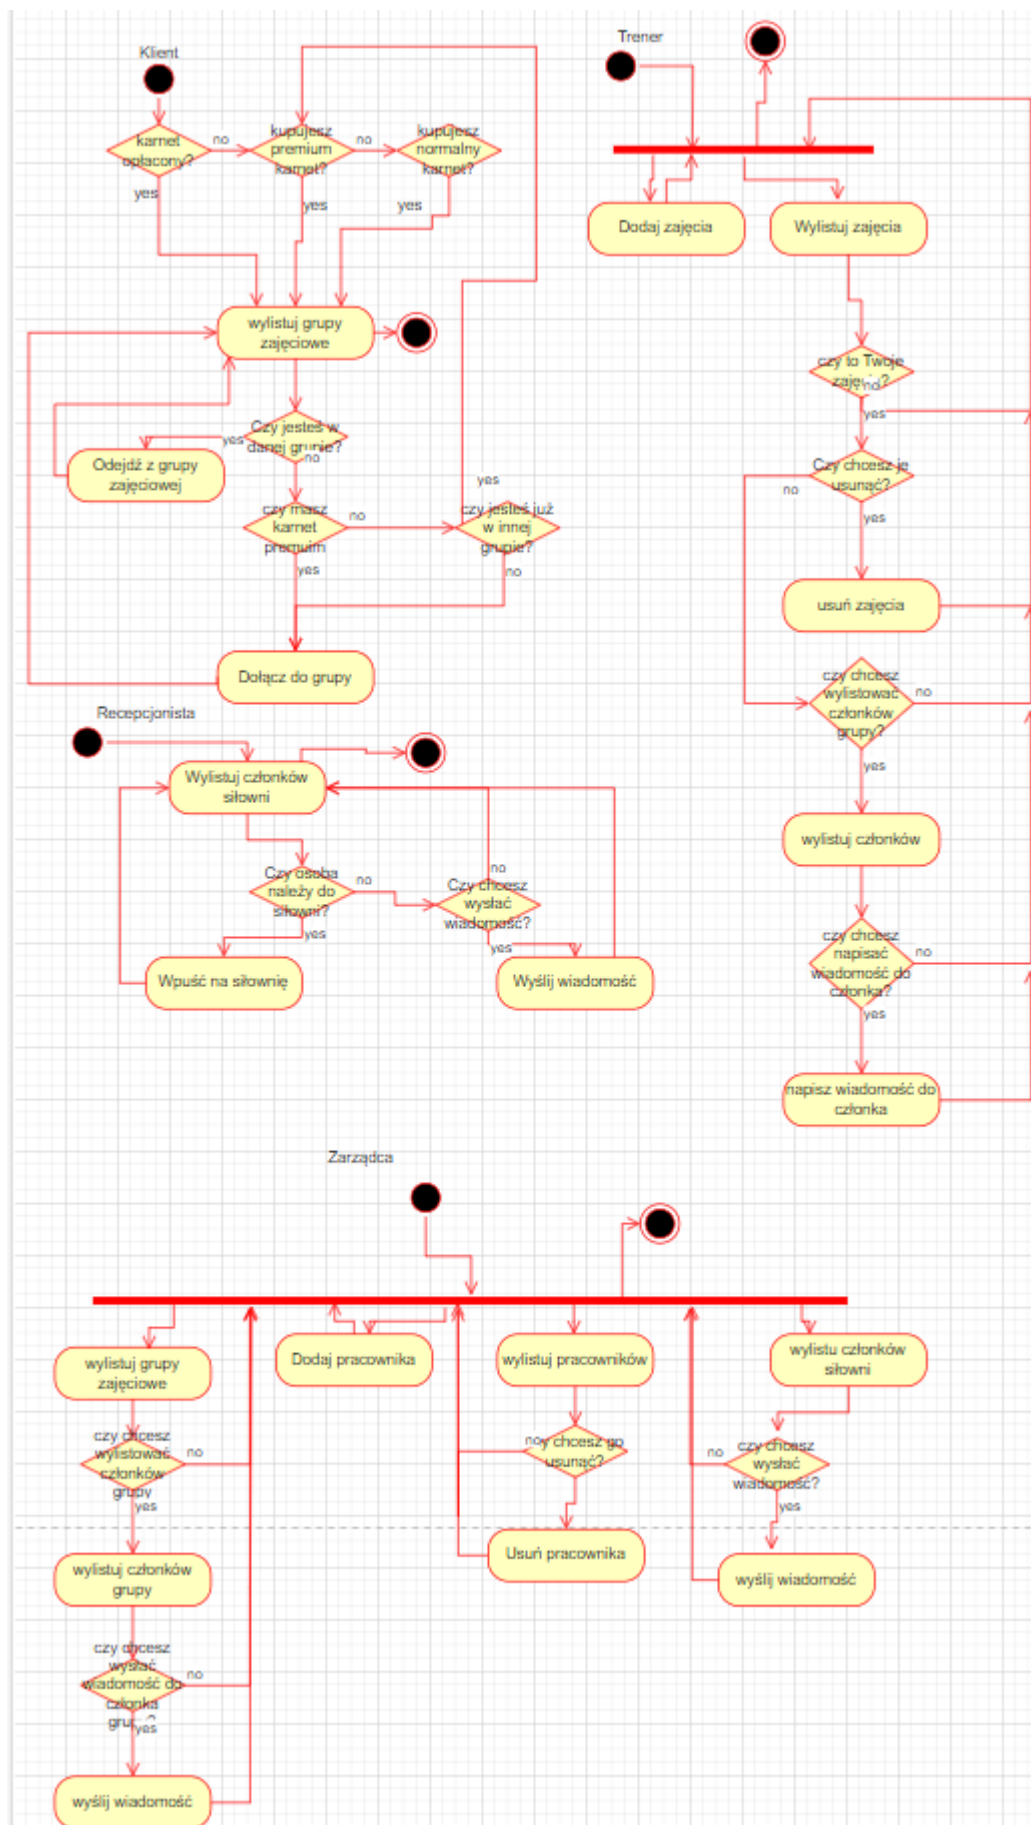 Klient
karnet
opłacony?
no
kupujesz
premium
karnet?
no
kupujesz
normalny
karnet?
yes
yes
yes
wylistuj grupy
zajęciowe
Czy jesteś w
danej grupie?
yes
no
Odejdź z grupy
zajęciowej
czy masz
karnet
premuim
no
yes
yes
czy jesteś już
w innej
grupie?
no
Dołącz do grupy
Trener
Dodaj zajęcia
Wylistuj zajęcia
czy to Twoje
zajęcia?
no
yes
Czy chcesz je
usunąć?
no
yes
usuń zajęcia
czy chcesz
wylistować
członków
grupy?
no
yes
wylistuj członków
czy chcesz
napisać
wiadomość do
członka?
no
yes
napisz wiadomość do
członka
Recepcjonista
Wylistuj członków
siłowni
Czy osoba
należy do
siłowni?
no
yes
no
Czy chcesz
wysłać
wiadomość?
yes
Wpuść na siłownię
Wyślij wiadomość
Zarządca
wylistuj grupy
zajęciowe
czy chcesz
wylistować
członków
grupy
no
yes
wylistuj członków
grupy
czy chcesz
wysłać
wiadomość do
członka
no
yes
wyślij wiadomość
Dodaj pracownika
wylistuj pracowników
no
y chcesz go
usunąć?
Usuń pracownika
wylistu członków
siłowni
no
czy chcesz
wysłać
wiadomość?
yes
wyślij wiadomość